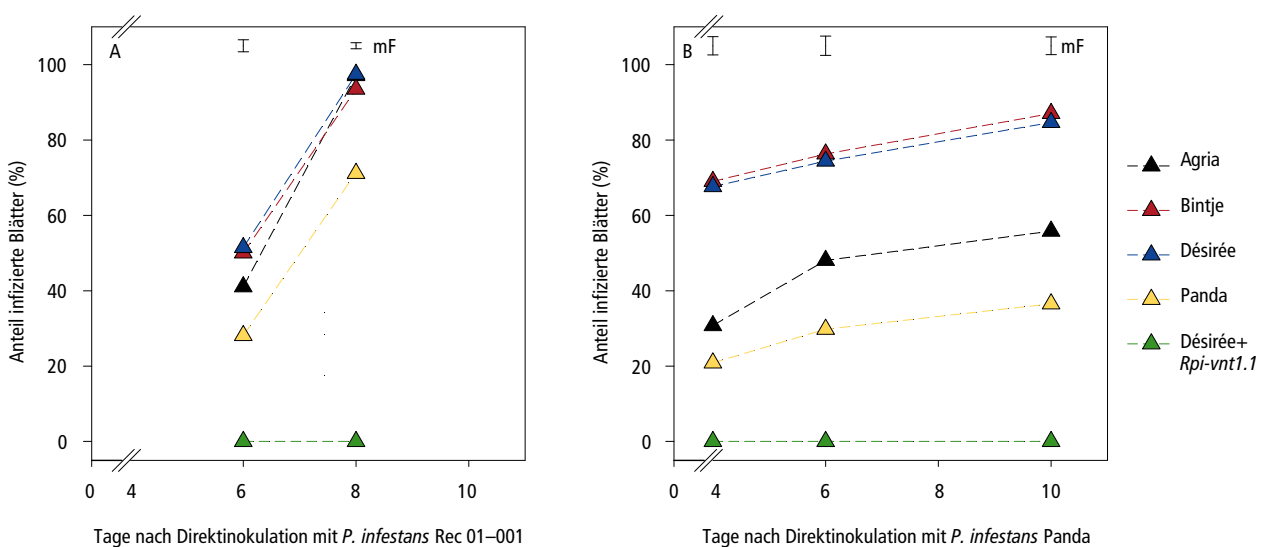 A
mF
100
80
60
40
20
0
Anteil infizierte Blätter (%)
0 4 6 8 10
Tage nach Direktinokulation mit P. infestans Rec 01–001
B
mF
100
80
60
40
20
0
Anteil infizierte Blätter (%)
0 4 6 8 10
Tage nach Direktinokulation mit P. infestans Panda
Agria
Bintje
Désirée
Panda
Désirée+
Rpi-vnt1.1